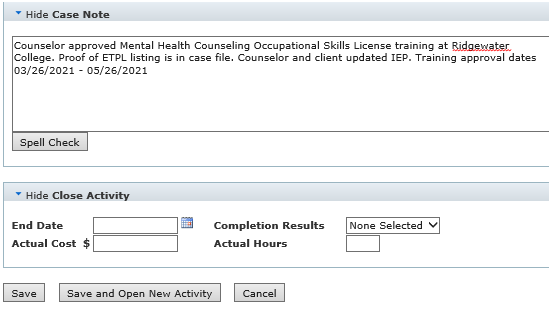 Hide Case Note
Counselor approved Mental Health Counseling Occupational Skills License training at Ridgewater
College. Proof of ETPL listing is in case file. Counselor and client updated IEP. Training approval dates
03/26/2021 - 05/26/2021
Spell Check
Hide Close Activity
End Date Completion Results None Selected
Actual Cost $ Actual Hours
Save Save and Open New Activity Cancel